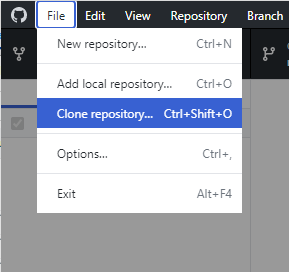 File Edit View Repository Branch
New repository... Ctrl+N
Add local repository... Ctrl+O
Clone repository... Ctrl+Shift+O
Options... Ctrl+,
Exit Alt+F4